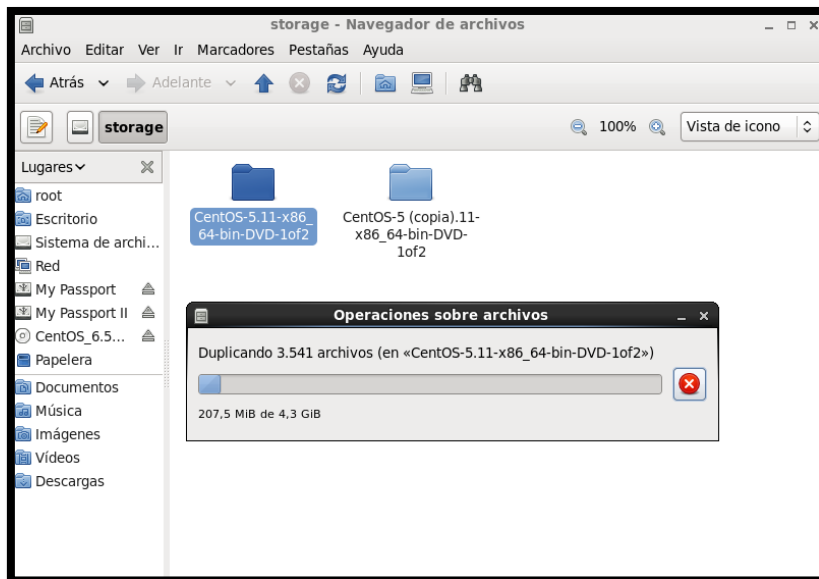 storage - Navegador de archivos
Archivo Editar Ver Ir Marcadores Pestañas Ayuda
Atrás Adelante
storage 100% Vista de icono
Lugares
root
Escritorio
Sistema de archi...
Red
My Passport
My Passport II
CentOS_6.5...
Papelera
Documentos
Música
Imágenes
Vídeos
Descargas
CentOS-5.11-x86_
64-bin-DVD-1of2
CentOS-5 (copia).11-
x86_64-bin-DVD-
1of2
Operaciones sobre archivos
Duplicando 3.541 archivos (en «CentOS-5.11-x86_64-bin-DVD-1of2»)
207,5 MiB de 4,3 GiB